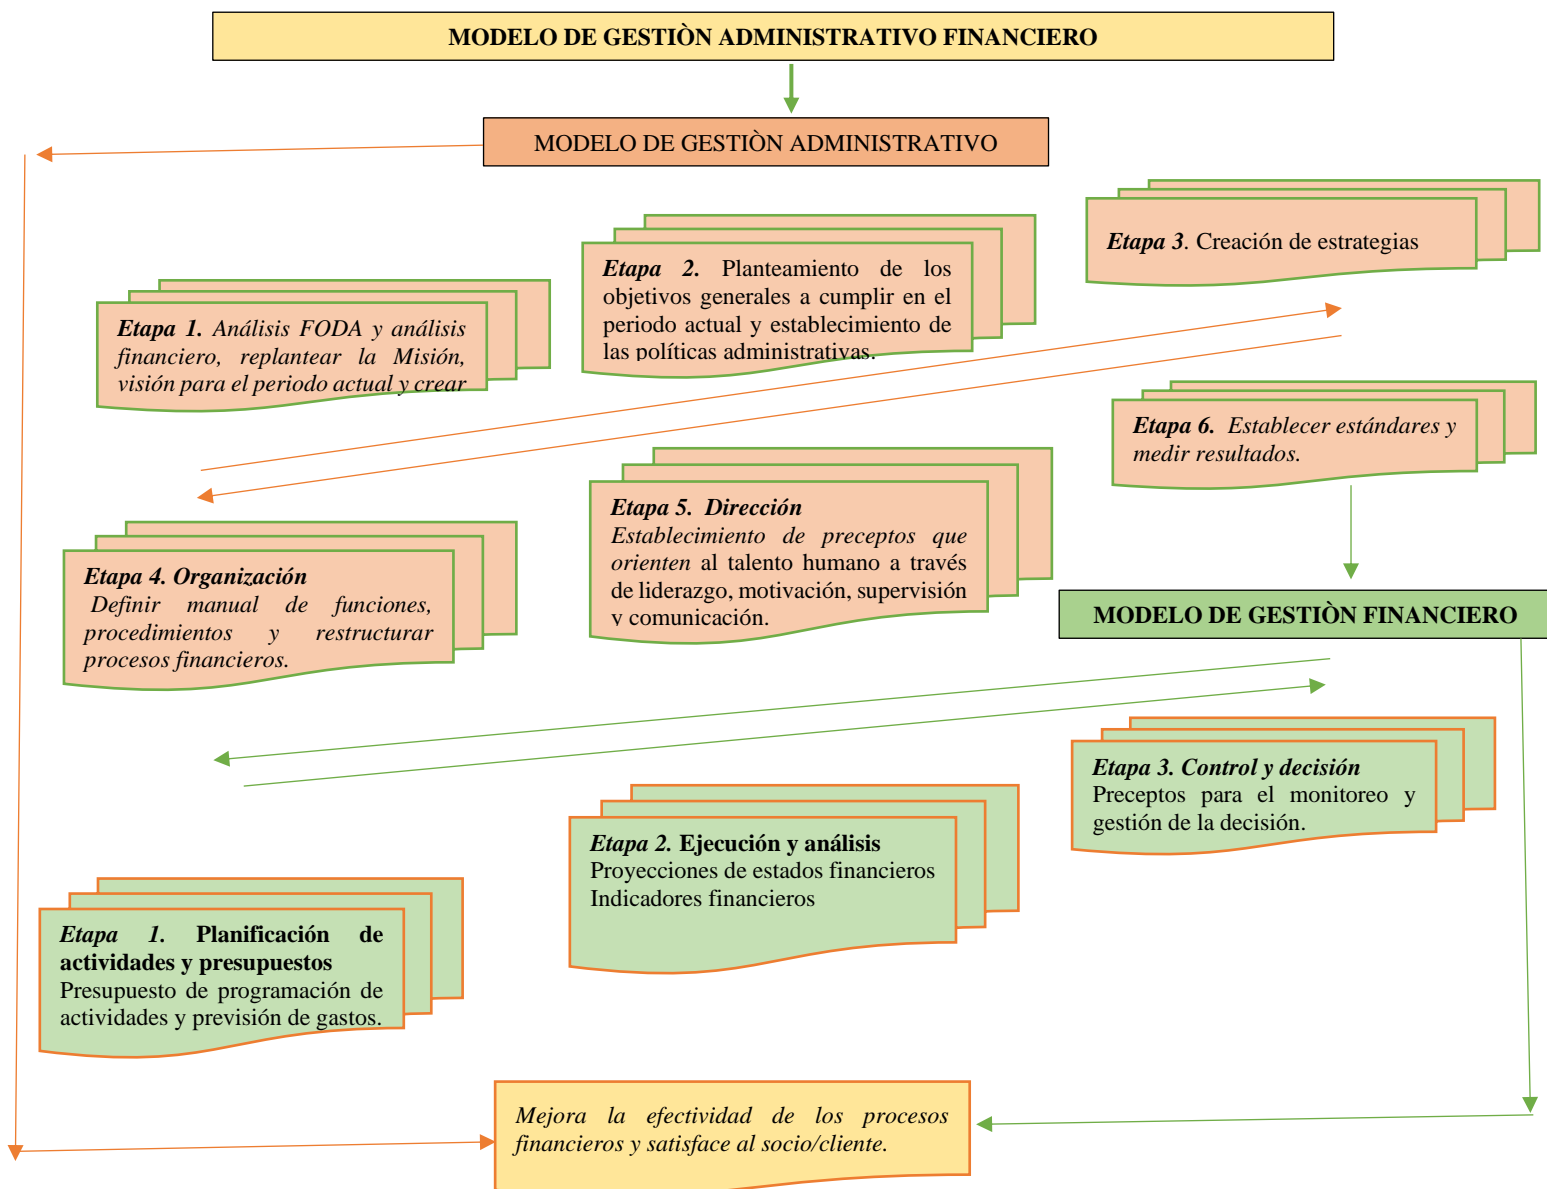 MODELO DE GESTIÒN ADMINISTRATIVO FINANCIERO
MODELO DE GESTIÒN ADMINISTRATIVO
Etapa 1. Análisis FODA y análisis
financiero, replantear la Misión,
visión para el periodo actual y crear
Etapa 2. Planteamiento de los
objetivos generales a cumplir en el
periodo actual y establecimiento de
las políticas administrativas.
Etapa 3. Creación de estrategias
Etapa 4. Organización
Definir manual de funciones,
procedimientos y restructurar
procesos financieros.
Etapa 5. Dirección
Establecimiento de preceptos que
orienten al talento humano a través
de liderazgo, motivación, supervisión
y comunicación.
Etapa 6. Establecer estándares y
medir resultados.
MODELO DE GESTIÒN FINANCIERO
Etapa 1. Planificación de
actividades y presupuestos
Presupuesto de programación de
actividades y previsión de gastos.
Etapa 2. Ejecución y análisis
Proyecciones de estados financieros
Indicadores financieros
Etapa 3. Control y decisión
Preceptos para el monitoreo y
gestión de la decisión.
Mejora la efectividad de los procesos
financieros y satisface al socio/cliente.